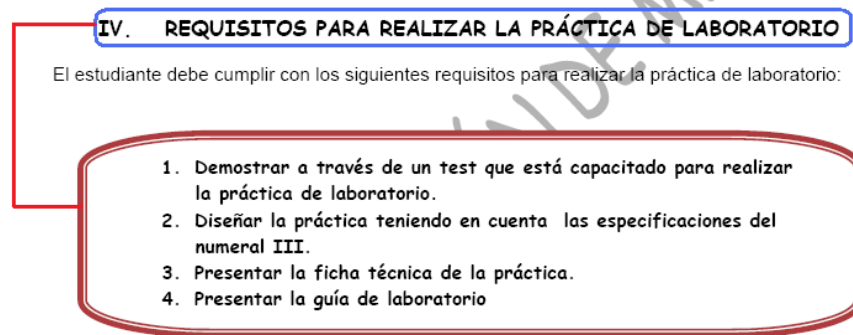 IV. REQUISITOS PARA REALIZAR LA PRÁCTICA DE LABORATORIO
El estudiante debe cumplir con los siguientes requisitos para realizar la práctica de laboratorio:
1. Demostrar a través de un test que está capacitado para realizar
la práctica de laboratorio.
2. Diseñar la práctica teniendo en cuenta las especificaciones del
numeral III.
3. Presentar la ficha técnica de la práctica.
4. Presentar la guía de laboratorio